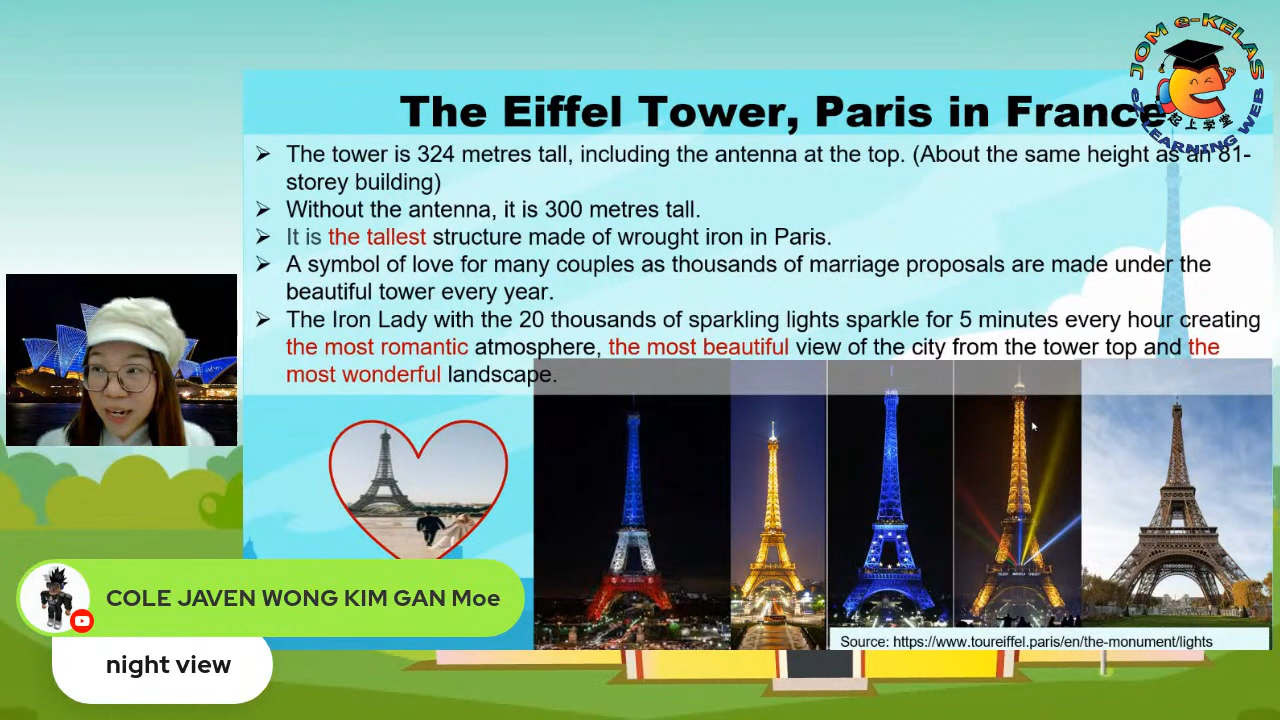 JOM e-KELAS
一起上学堂
eXLEARNING WEB
The Eiffel Tower, Paris in France
➢ The tower is 324 metres tall, including the antenna at the top. (About the same height as an 81-
storey building)
➢ Without the antenna, it is 300 metres tall.
➢ It is the tallest structure made of wrought iron in Paris.
➢ A symbol of love for many couples as thousands of marriage proposals are made under the
beautiful tower every year.
➢ The Iron Lady with the 20 thousands of sparkling lights sparkle for 5 minutes every hour creating
the most romantic atmosphere, the most beautiful view of the city from the tower top and the
most wonderful landscape.
Source: https://www.toureiffel.paris/en/the-monument/lights
COLE JAVEN WONG KIM GAN Moe
night view